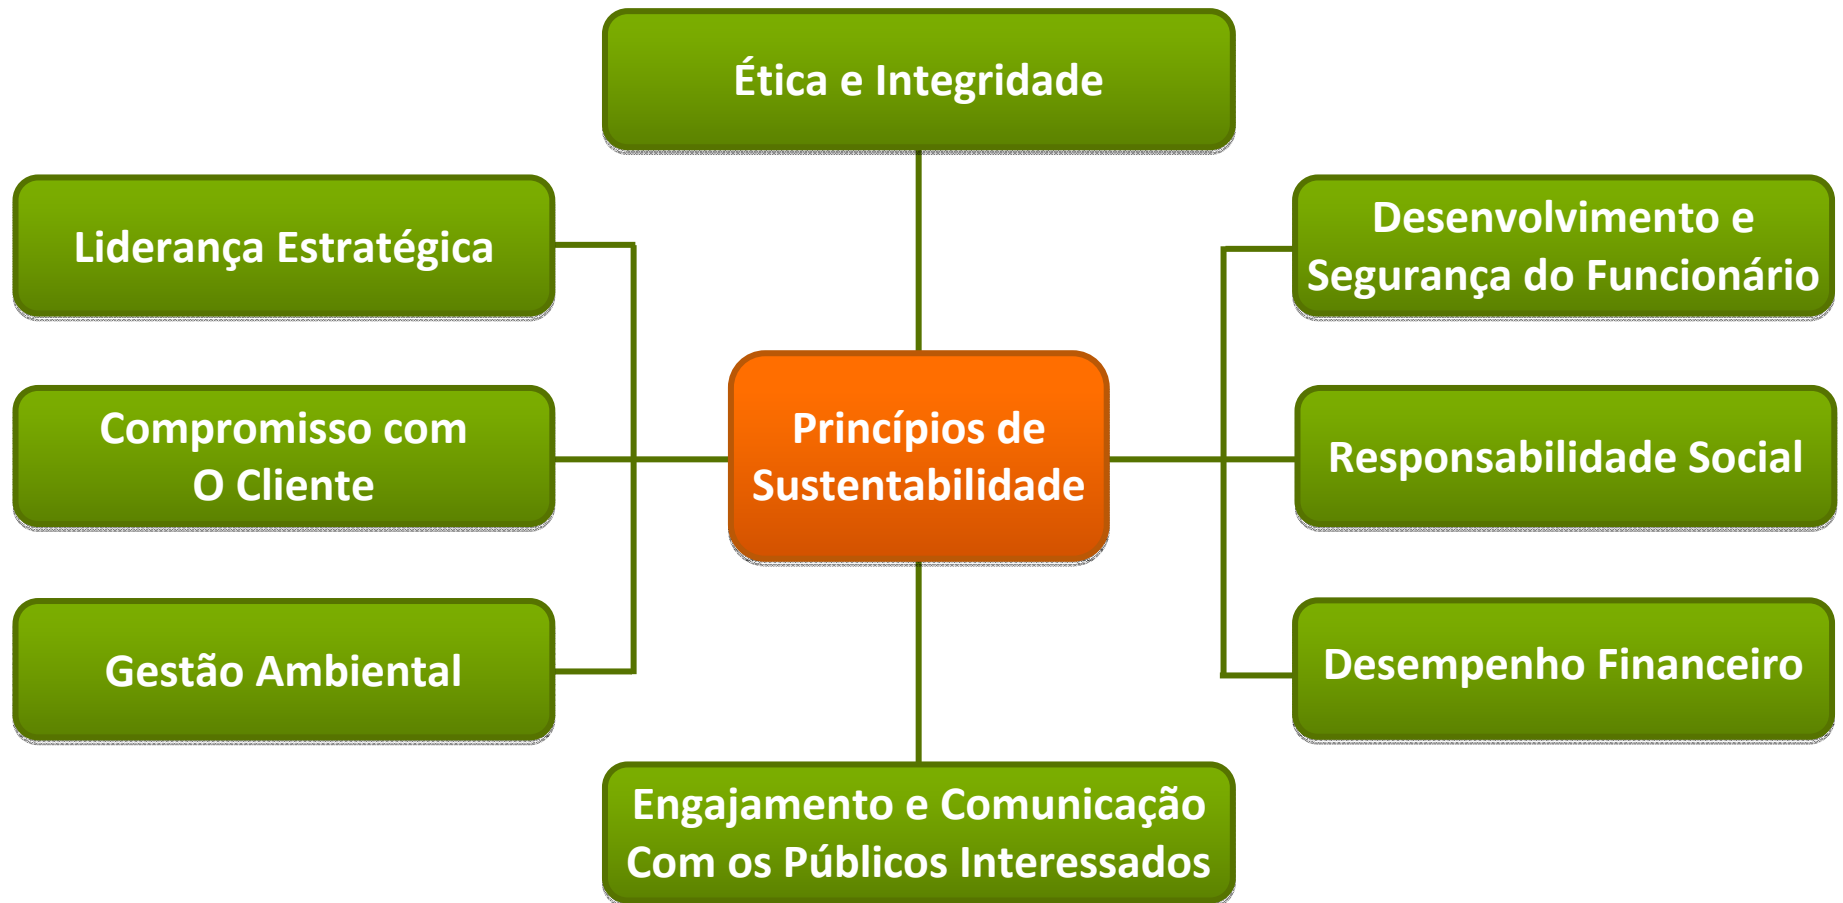 Ética e Integridade
Liderança Estratégica
Desenvolvimento e
Segurança do Funcionário
Compromisso com
O Cliente
Princípios de
Sustentabilidade
Responsabilidade Social
Gestão Ambiental
Desempenho Financeiro
Engajamento e Comunicação
Com os Públicos Interessados